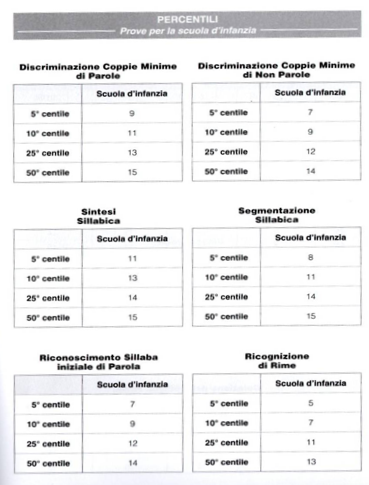 PERCENTILI
Prove per la scuola d'infanzia
Discriminazione Coppie Minime
di Parole
Scuola d'infanzia
5° centile 9
10° centile 11
25° centile 13
50° centile 15
Discriminazione Coppie Minime
di Non Parole
Scuola d'infanzia
5° centile 7
10° centile 9
25° centile 12
50° centile 14
Sintesi
Sillabica
Scuola d'infanzia
5° centile 11
10° centile 13
25° centile 14
50° centile 15
Segmentazione
Sillabica
Scuola d'infanzia
5° centile 8
10° centile 11
25° centile 14
50° centile 15
Riconoscimento Sillaba
iniziale di Parola
Scuola d'infanzia
5° centile 7
10° centile 9
25° centile 12
50° centile 14
Ricognizione
di Rime
Scuola d'infanzia
5° centile 5
10° centile 7
25° centile 11
50° centile 13